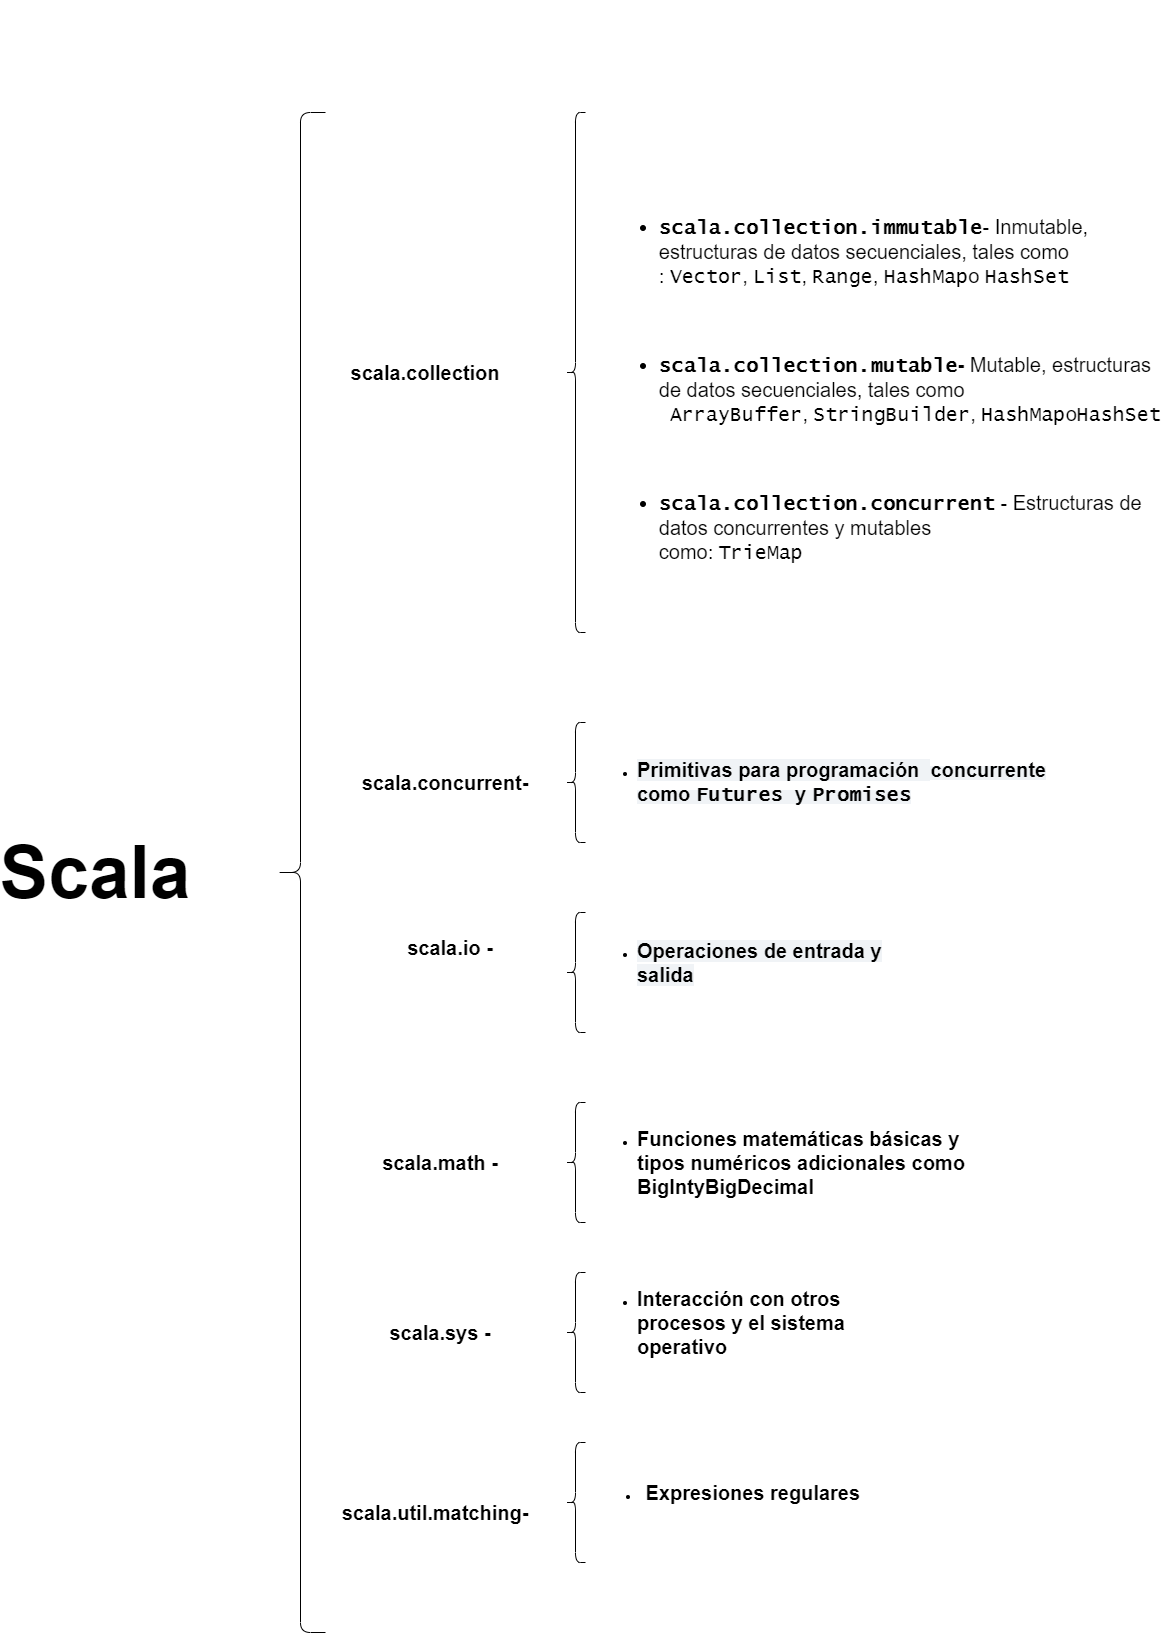 Scala
scala.collection
• scala.collection.immutable- Inmutable,
estructuras de datos secuenciales, tales como
: Vector, List, Range, HashMapo HashSet
• scala.collection.mutable- Mutable, estructuras
de datos secuenciales, tales como
ArrayBuffer, StringBuilder, HashMapoHashSet
• scala.collection.concurrent - Estructuras de
datos concurrentes y mutables
como: TrieMap
scala.concurrent-
• Primitivas para programación concurrente
como Futures y Promises
scala.io -
• Operaciones de entrada y
salida
scala.math -
• Funciones matemáticas básicas y
tipos numéricos adicionales como
BigIntyBigDecimal
scala.sys -
• Interacción con otros
procesos y el sistema
operativo
scala.util.matching-
• Expresiones regulares